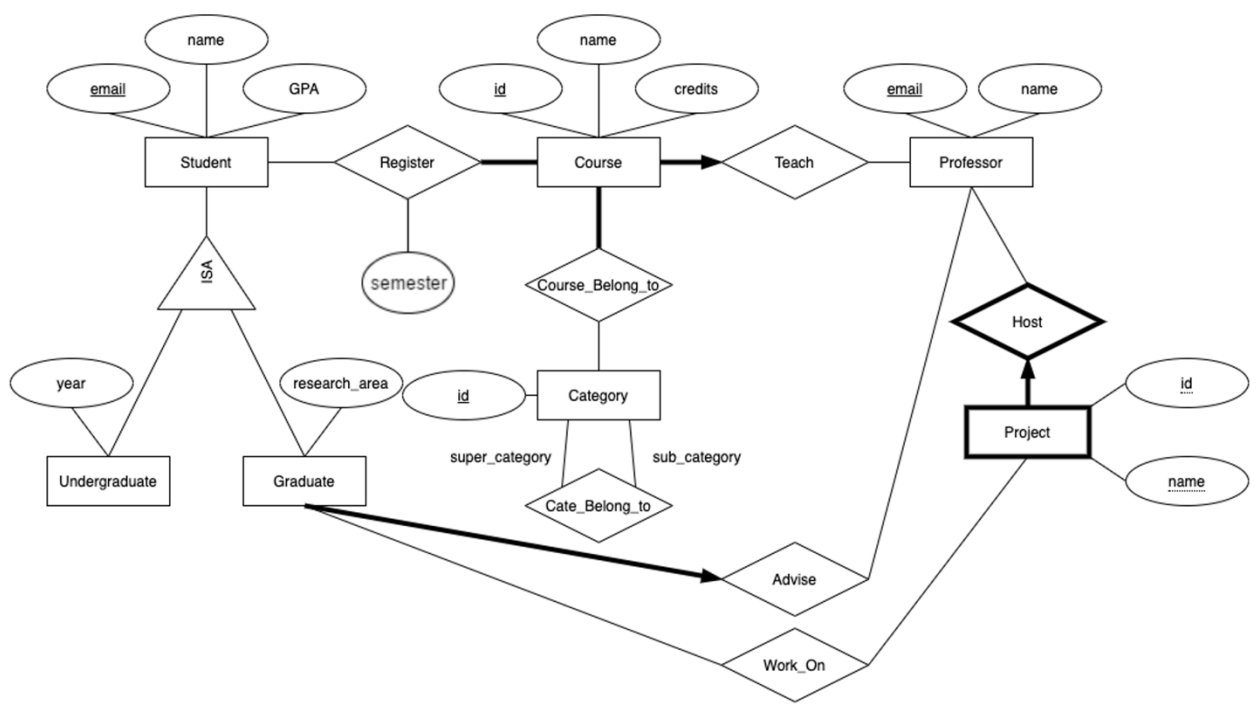 name
name
email
GPA
id
credits
email
name
Student
Register
Course
Teach
Professor
ISA
semester
Course_Belong_to
Host
year
research_area
id
Category
id
Project
super_category
sub_category
Undergraduate
Graduate
name
Cate_Belong_to
Advise
Work_On